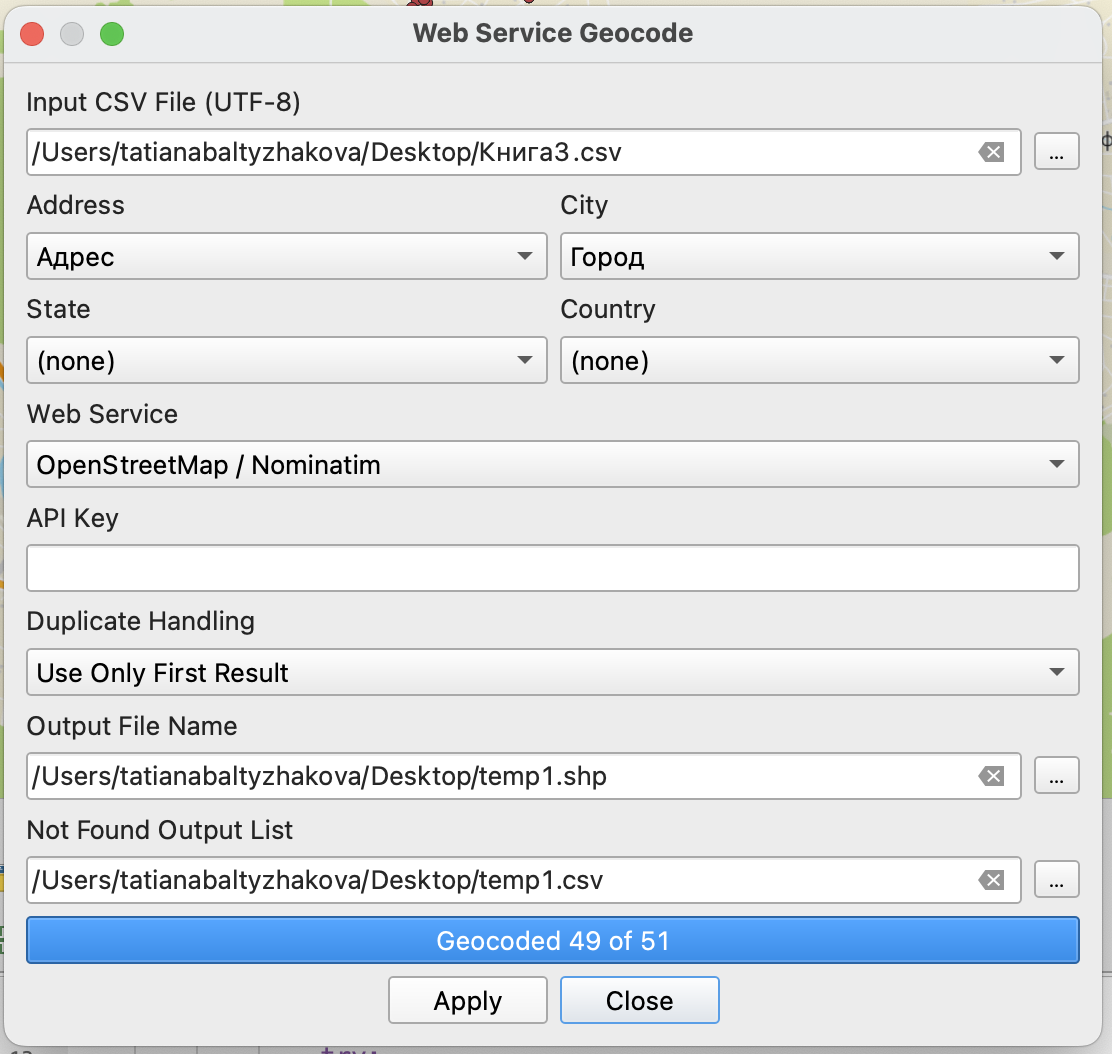 Web Service Geocode
Input CSV File (UTF-8)
/Users/tatianabaltyzhakova/Desktop/Книга3.csv
...
Address
City
Адрес
Город
State
Country
(none)
(none)
Web Service
OpenStreetMap / Nominatim
API Key
Duplicate Handling
Use Only First Result
Output File Name
/Users/tatianabaltyzhakova/Desktop/temp1.shp
...
Not Found Output List
/Users/tatianabaltyzhakova/Desktop/temp1.csv
...
Geocoded 49 of 51
Apply
Close